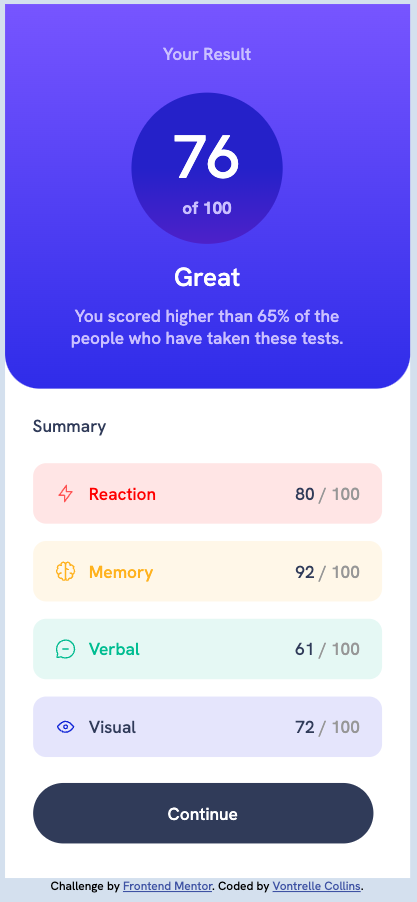 Your Result
76
of 100
Great
You scored higher than 65% of the
people who have taken these tests.
Summary
Reaction 80 / 100
Memory 92 / 100
Verbal 61 / 100
Visual 72 / 100
Continue
Challenge by Frontend Mentor. Coded by Vontrelle Collins.